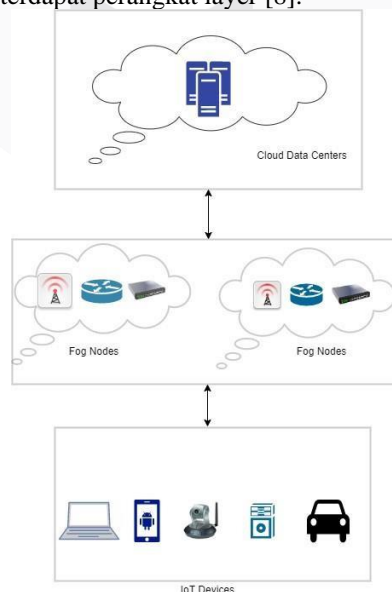 terdapat perangkat layer [8].
Cloud Data Centers
Fog Nodes
Fog Nodes
IoT Devices